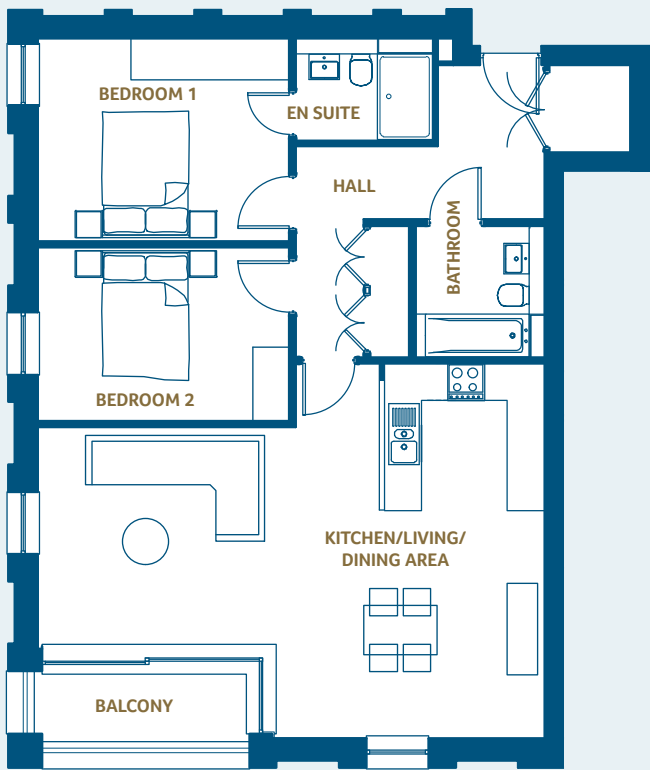 BEDROOM 1
EN SUITE
HALL
BATHROOM
BEDROOM 2
KITCHEN/LIVING/
DINING AREA
BALCONY